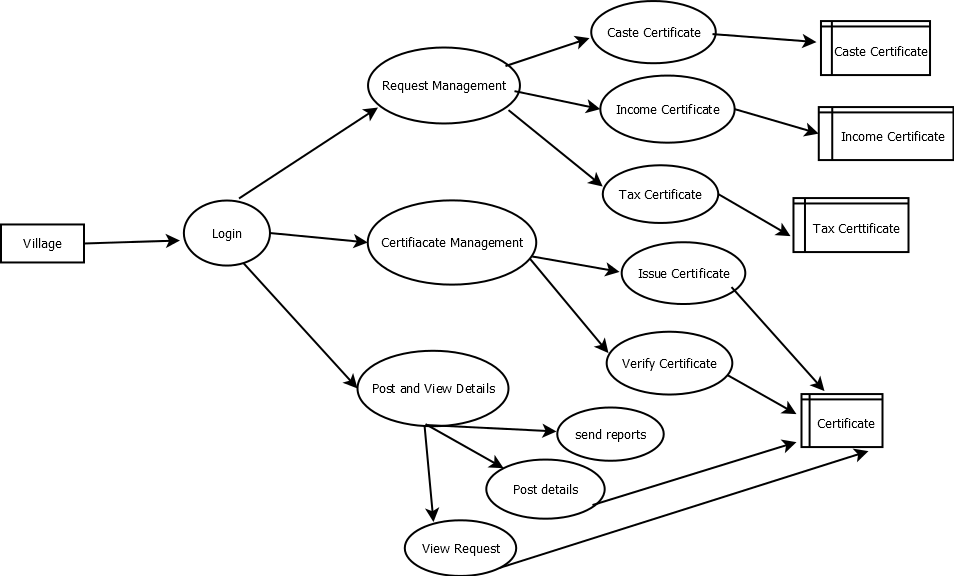 Caste Certificate
Caste Certificate
Request Management
Income Certificate
Income Certificate
Tax Certificate
Tax Certtificate
Village
Login
Certifiacate Management
Issue Certificate
Verify Certificate
Post and View Details
Certificate
send reports
Post details
View Request